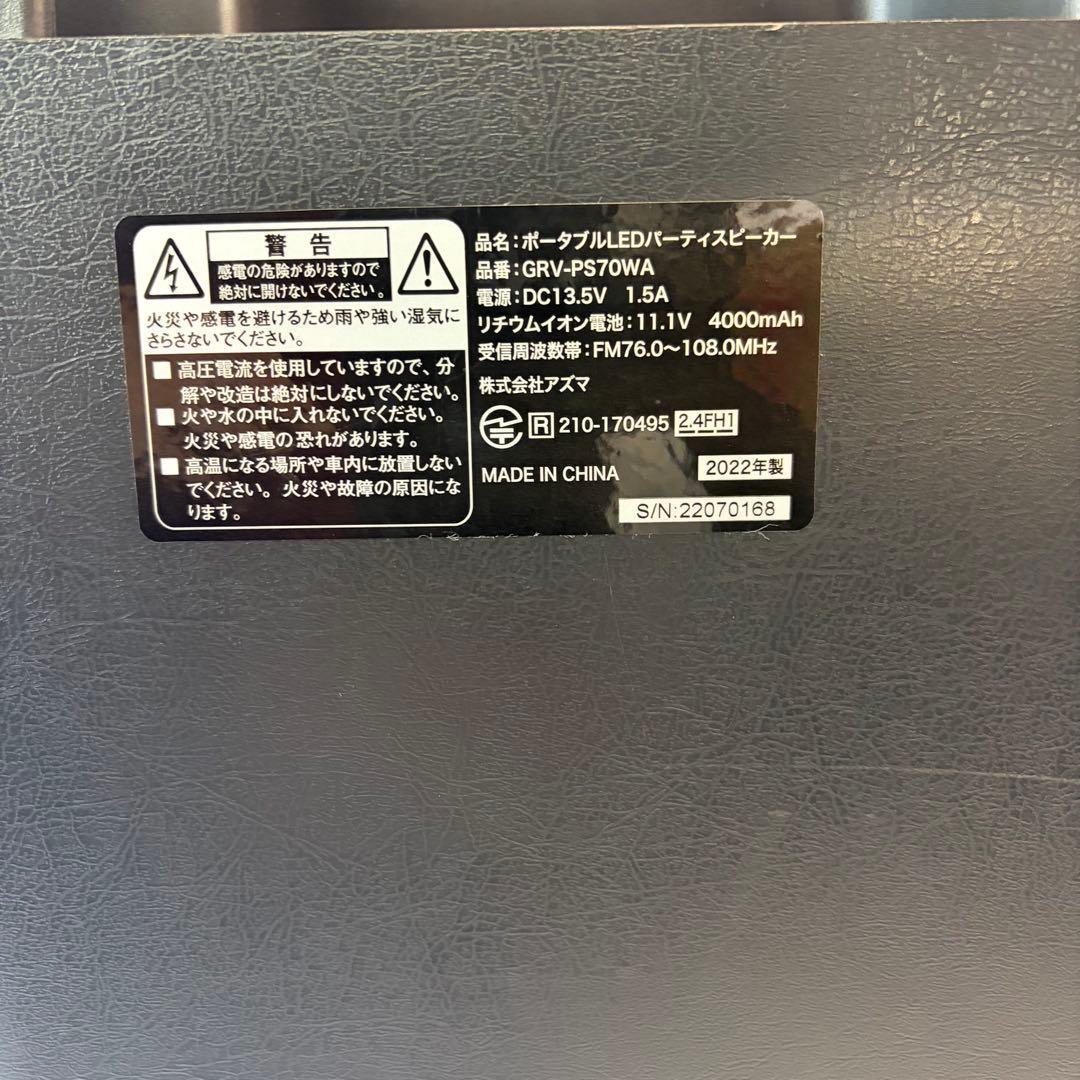 警告
感電の危険がありますので
絶対に開けないでください。
火災や感電を避けるため雨や強い湿気に
さらさないでください。
■ 高圧電流を使用していますので、分
解や改造は絶対にしないでください。
■ 火や水の中に入れないでください。
火災や感電の恐れがあります。
■ 高温になる場所や車内に放置しない
でください。火災や故障の原因にな
ります。
品名：ポータブルLEDパーティスピーカー
品番：GRV-PS70WA
電源：DC13.5V 1.5A
リチウムイオン電池：11.1V 4000mAh
受信周波数帯：FM76.0～108.0MHz
株式会社アズマ
R 210-170495 2.4FH1
MADE IN CHINA 2022年製
S/N:22070168